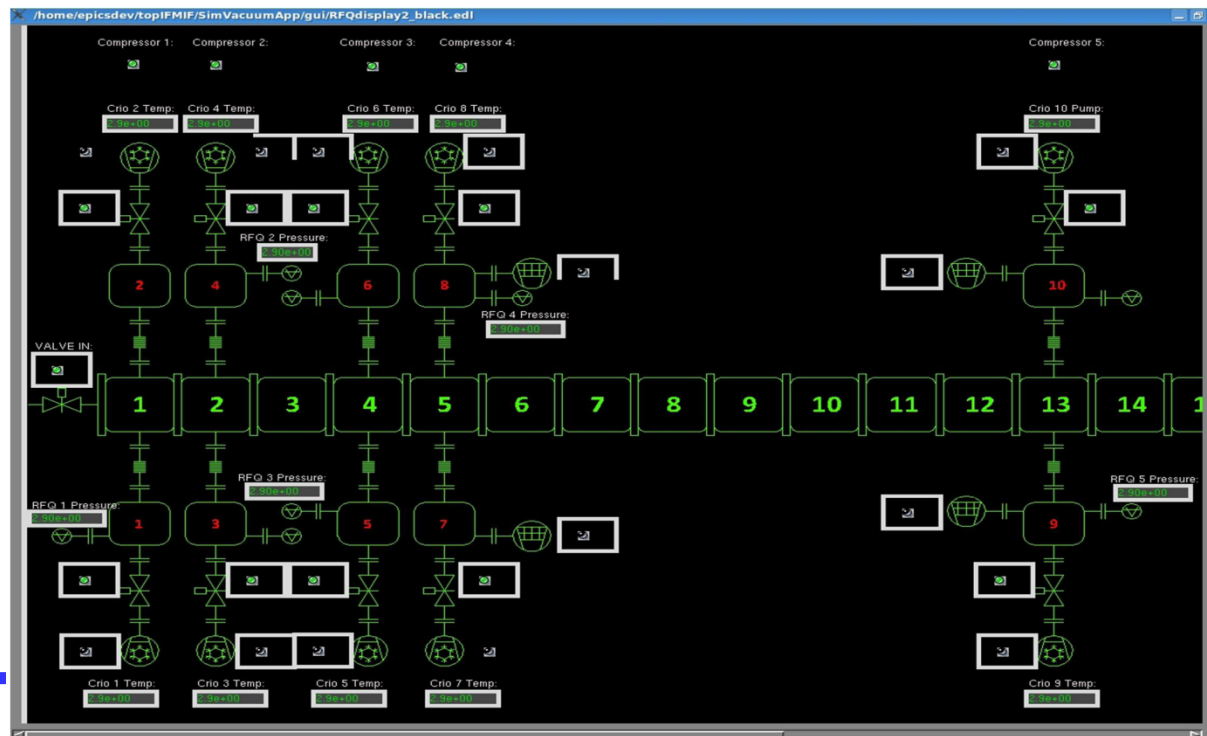 /home/epicsdev/topIFMIF/SimVacuumApp/gui/RFQdisplay2_black.edl
Compressor 1: Compressor 2: Compressor 3: Compressor 4: Compressor 5:
Crio 2 Temp: Crio 4 Temp: Crio 6 Temp: Crio 8 Temp: Crio 10 Pump:
2.9e+00 2.9e+00 2.9e+00 2.9e+00 2.9e+00
RFQ 2 Pressure:
2.90e+00
2 4 6 8 10
RFQ 4 Pressure:
2.90e+00
VALVE IN:
1 2 3 4 5 6 7 8 9 10 11 12 13 14 1
RFQ 3 Pressure: RFQ 5 Pressure:
2.90e+00 2.90e+00
RFQ 1 Pressure:
2.90e+00
1 3 5 7 9
Crio 1 Temp: Crio 3 Temp: Crio 5 Temp: Crio 7 Temp: Crio 9 Temp:
2.9e+00 2.9e+00 2.9e+00 2.9e+00 2.9e+00